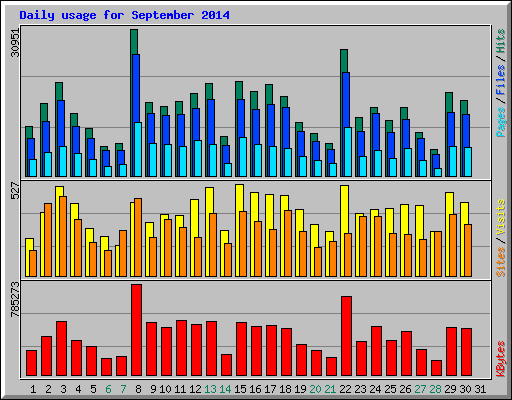 Daily usage for September 2014
30951
Pages / Files / Hits
527
Sites / Visits
785273
KBytes
1 2 3 4 5 6 7 8 9 10 11 12 13 14 15 16 17 18 19 20 21 22 23 24 25 26 27 28 29 30 31